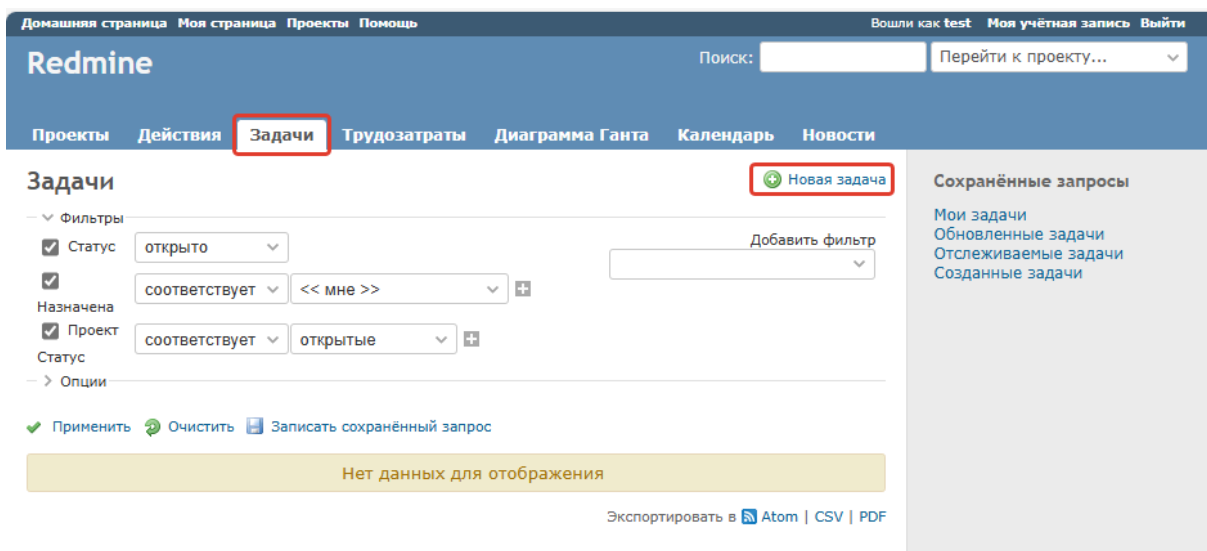 Домашняя страница Моя страница Проекты Помощь Вошли как test Моя учётная запись Выйти
Redmine Поиск: Перейти к проекту...
Проекты Действия Задачи Трудозатраты Диаграмма Ганта Календарь Новости
Задачи Новая задача
Фильтры
Статус открыто Добавить фильтр
Назначена соответствует << мне >>
Проект Статус соответствует открытые
Опции
Применить Очистить Записать сохранённый запрос
Нет данных для отображения
Экспортировать в Atom | CSV | PDF
Сохранённые запросы
Мои задачи
Обновленные задачи
Отслеживаемые задачи
Созданные задачи